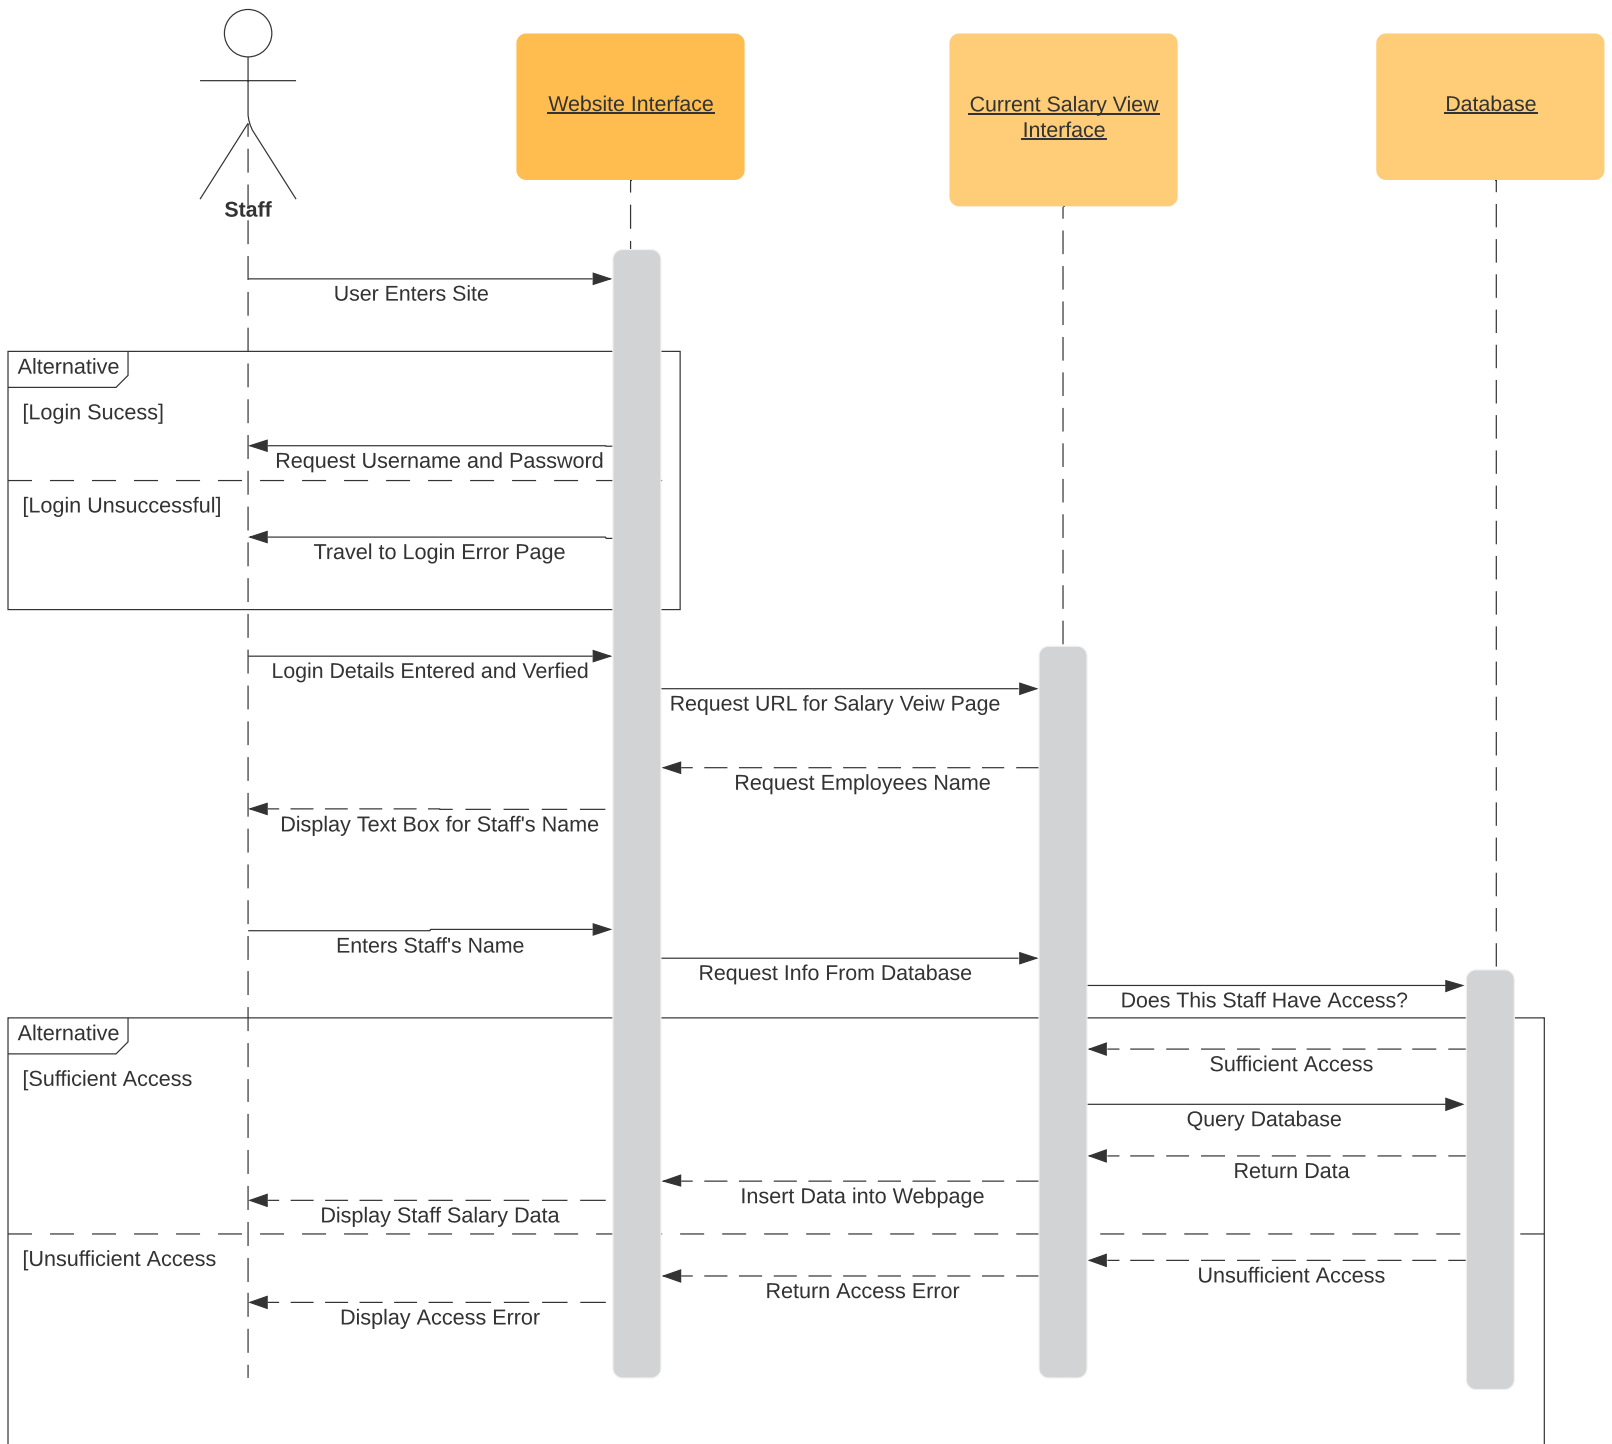 Website Interface
Current Salary View
Interface
Database
Staff
User Enters Site
Alternative
[Login Sucess]
Request Username and Password
[Login Unsuccessful]
Travel to Login Error Page
Login Details Entered and Verfied
Request URL for Salary Veiw Page
Request Employees Name
Display Text Box for Staff's Name
Enters Staff's Name
Request Info From Database
Does This Staff Have Access?
Alternative
Sufficient Access
[Sufficient Access
Query Database
Return Data
Insert Data into Webpage
Display Staff Salary Data
[Unsufficient Access
Unsufficient Access
Return Access Error
Display Access Error